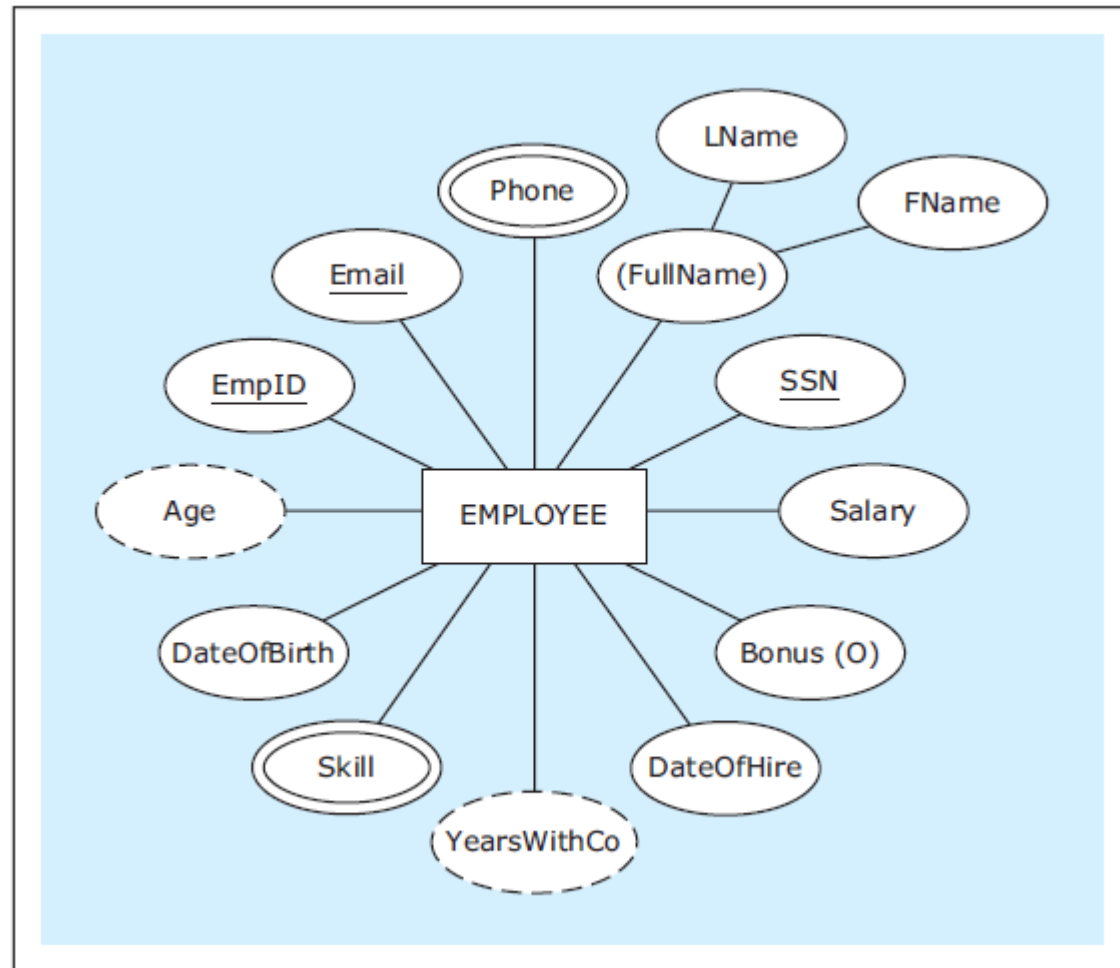 LName
FName
Phone
(FullName)
Email
SSN
EmpID
Age
EMPLOYEE
Salary
DateOfBirth
Bonus (O)
Skill
DateOfHire
YearsWithCo